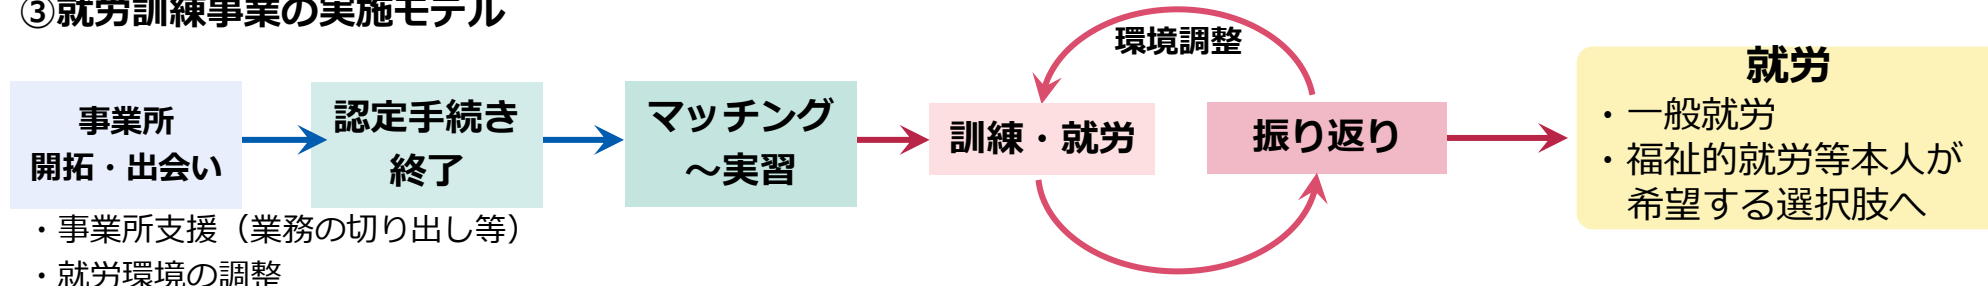 ③就労訓練事業の実施モデル
環境調整
事業所
開拓・出会い
認定手続き
終了
マッチング
～実習
訓練・就労
振り返り
就労
・一般就労
・福祉的就労等本人が
希望する選択肢へ
・事業所支援（業務の切り出し等）
・就労環境の調整